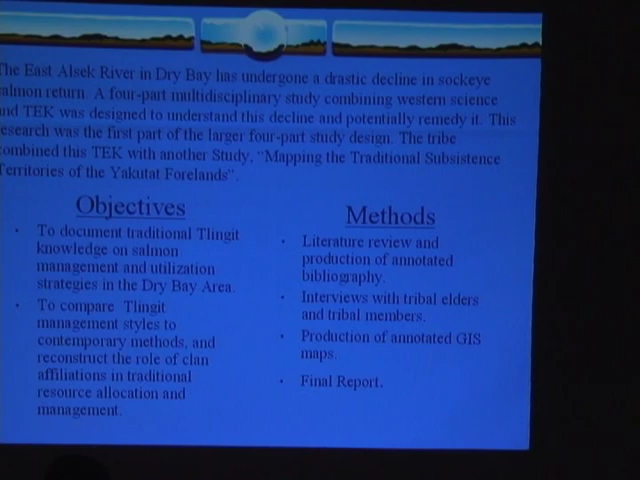 The East Alsek River in Dry Bay has undergone a drastic decline in sockeye
salmon return. A four-part multidisciplinary study combining western science
and TEK was designed to understand this decline and potentially remedy it. This
research was the first part of the larger four-part study design. The tribe
combined this TEK with another Study, “Mapping the Traditional Subsistence
Territories of the Yakutat Forelands”.
Objectives
• To document traditional Tlingit
knowledge on salmon
management and utilization
strategies in the Dry Bay Area.
• To compare Tlingit
management styles to
contemporary methods, and
reconstruct the role of clan
affiliations in traditional
resource allocation and
management.
Methods
• Literature review and
production of annotated
bibliography.
• Interviews with tribal elders
and tribal members.
• Production of annotated GIS
maps.
• Final Report.